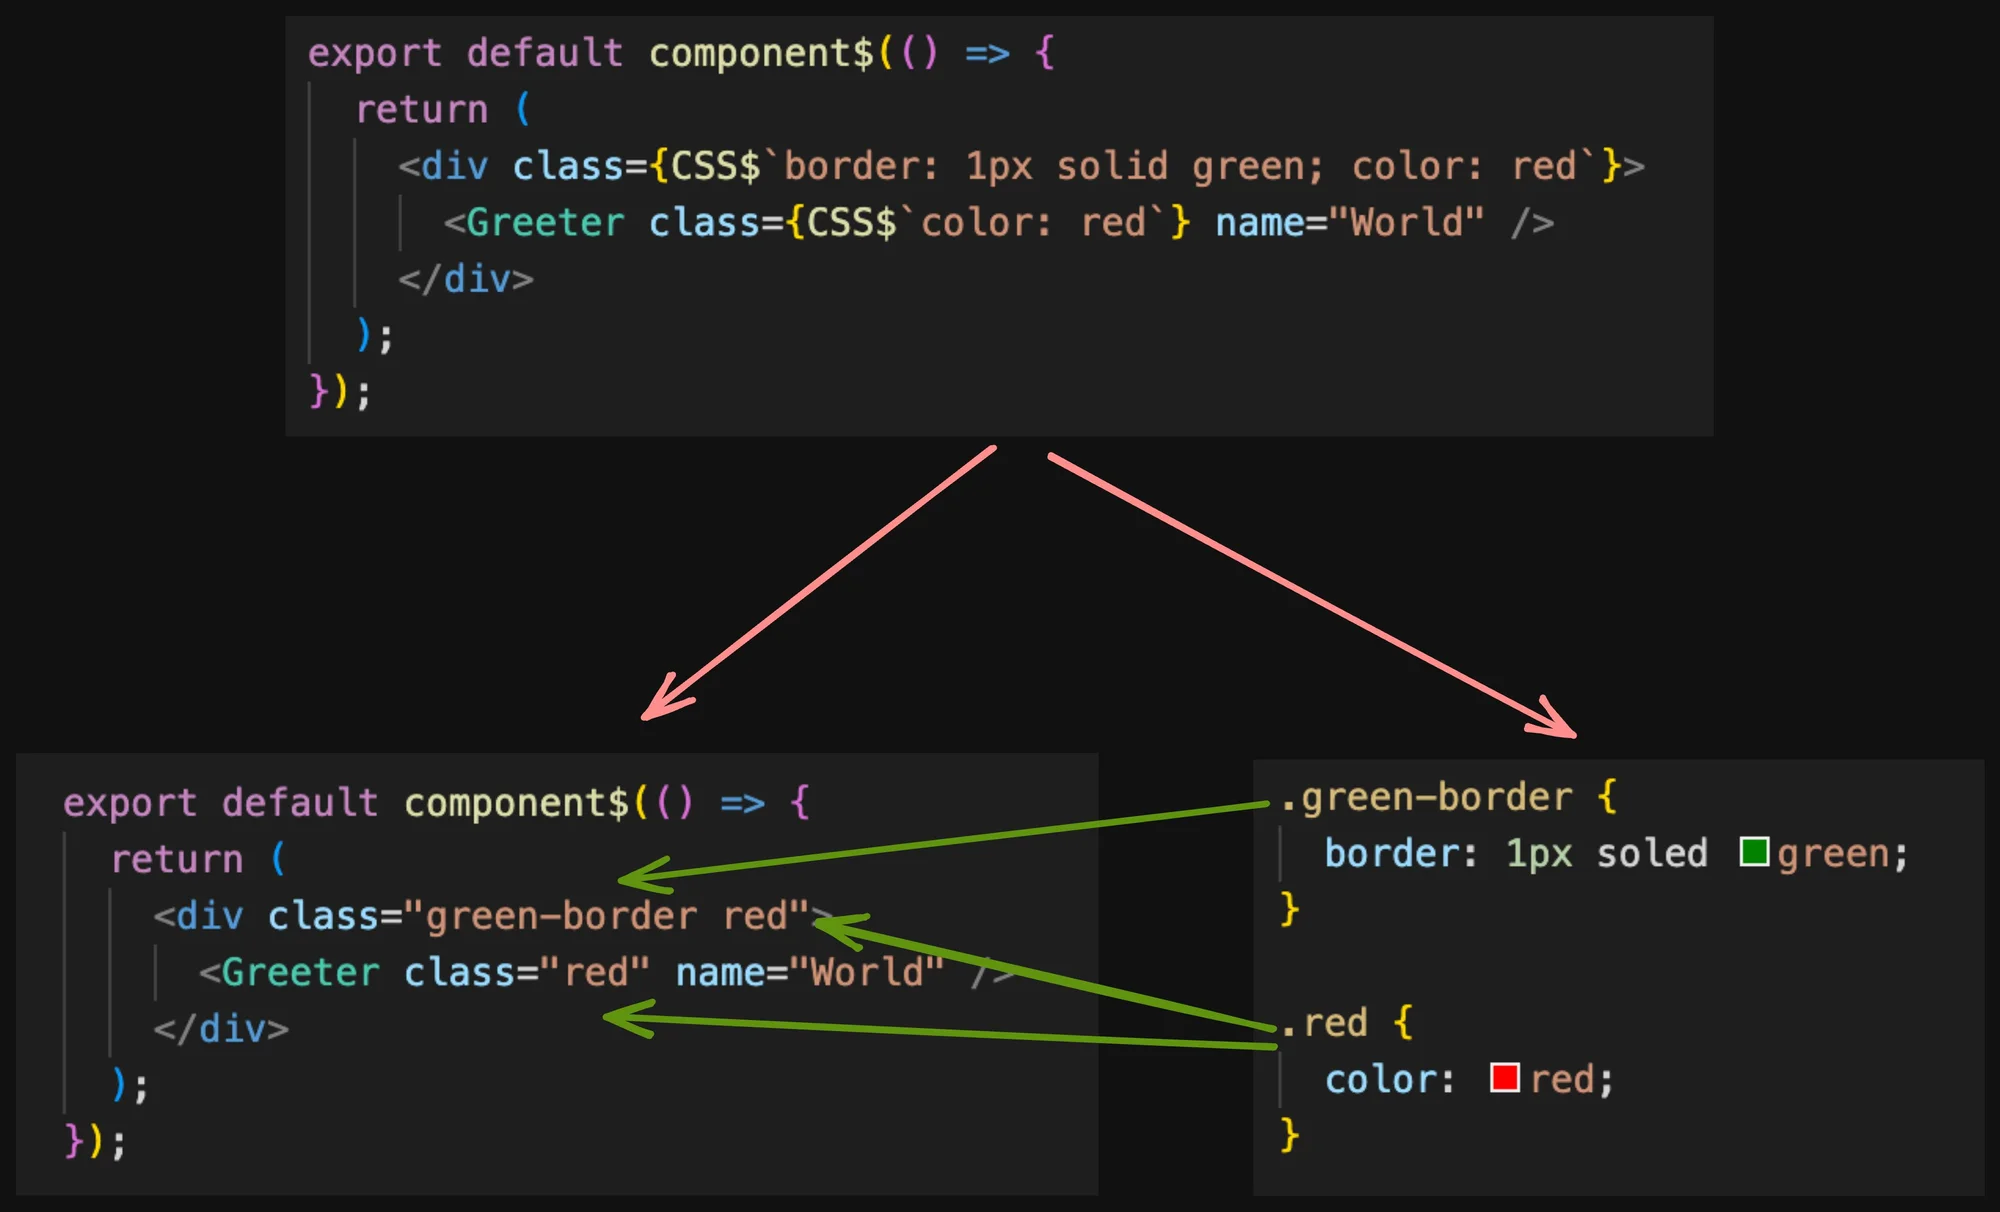 export default component$(() => {
return (
<div class={CSS$`border: 1px solid green; color: red`}>
<Greeter class={CSS$`color: red`} name="World" />
</div>
);
});
export default component$(() => {
return (
<div class="green-border red">
<Greeter class="red" name="World" />
</div>
);
});
.green-border {
border: 1px soled green;
}
.red {
color: red;
}